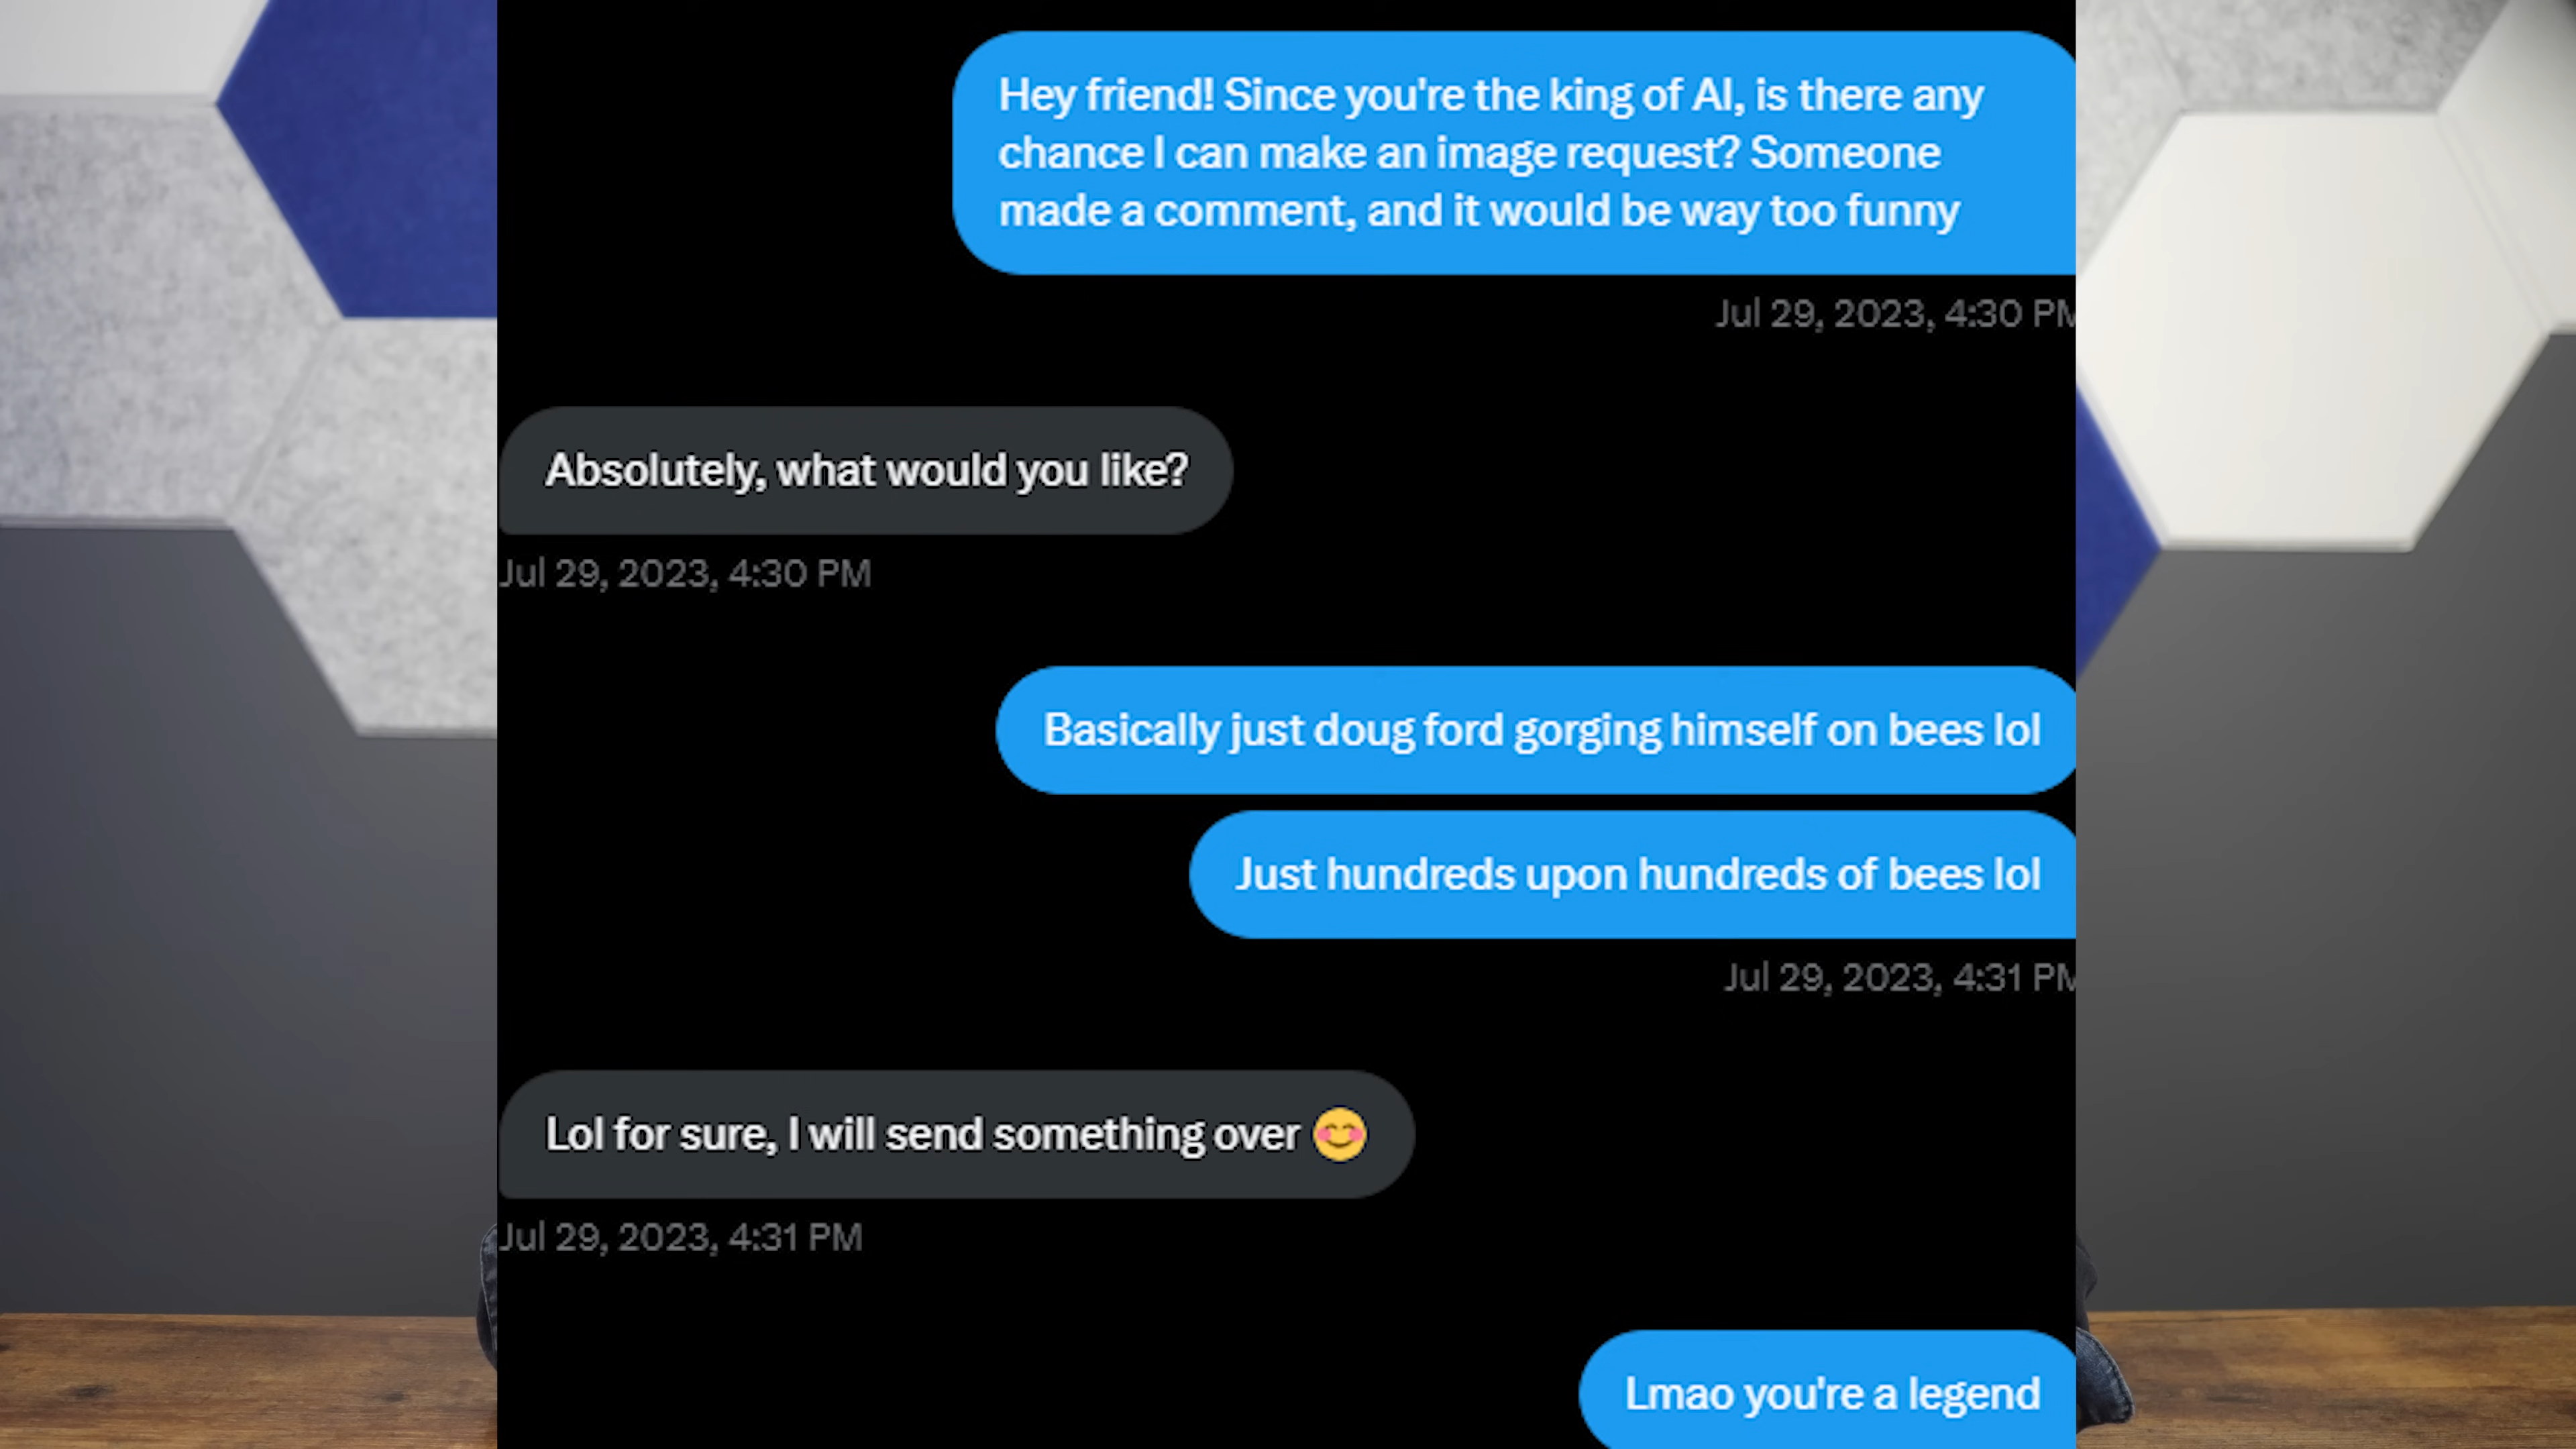 Hey friend! Since you're the king of AI, is there any
chance I can make an image request? Someone
made a comment, and it would be way too funny
Jul 29, 2023, 4:30 PM
Absolutely, what would you like?
Jul 29, 2023, 4:30 PM
Basically just doug ford gorging himself on bees lol
Just hundreds upon hundreds of bees lol
Jul 29, 2023, 4:31 PM
Lol for sure, I will send something over 😊
Jul 29, 2023, 4:31 PM
Lmao you're a legend